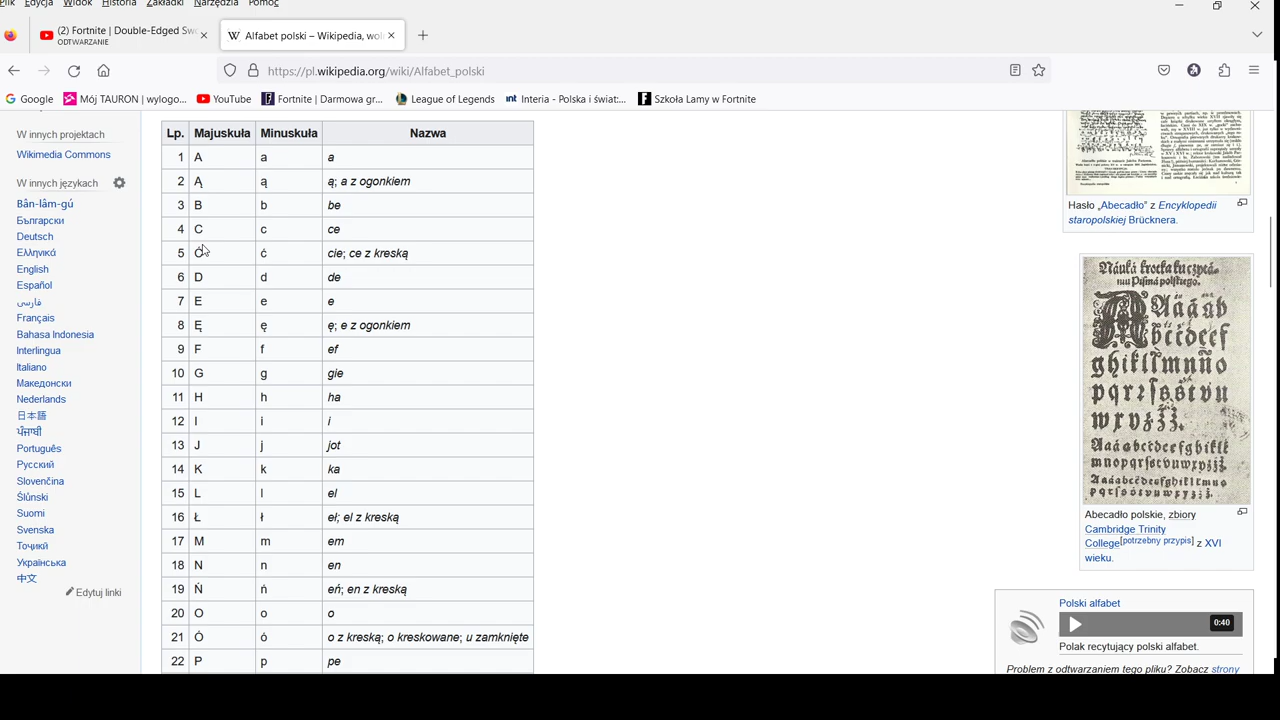 Plik Edycja Widok Historia Zakładki Narzędzia Pomoc
(2) Fortnite | Double-Edged Sw
ODTWARZANIE
Alfabet polski – Wikipedia, wol
https://pl.wikipedia.org/wiki/Alfabet_polski
Google Mój TAURON | wylogo... YouTube Fortnite | Darmowa gr... League of Legends int Interia - Polska i świat:... Szkoła Lamy w Fortnite
W innych projektach
Wikimedia Commons
W innych językach
Bân-lâm-gú
Български
Deutsch
Ελληνικά
English
Español
فارسی
Français
Bahasa Indonesia
Interlingua
Italiano
Македонски
Nederlands
日本語
ਪੰਜਾਬੀ
Português
Русский
Slovenčina
Ślůnski
Suomi
Svenska
Тоҷикӣ
Українська
中文
Edytuj linki
Lp. Majuskuła Minuskuła Nazwa
1 A a a
2 Ą ą ą; a z ogonkiem
3 B b be
4 C c ce
5 Ć ć cie; ce z kreską
6 D d de
7 E e e
8 Ę ę ę; e z ogonkiem
9 F f ef
10 G g gie
11 H h ha
12 I i i
13 J j jot
14 K k ka
15 L l el
16 Ł ł eł; el z kreską
17 M m em
18 N n en
19 Ń ń eń; en z kreską
20 O o o
21 Ó ó o z kreską; o kreskowane; u zamknięte
22 P p pe
Hasło „Abecadło” z Encyklopedii
staropolskiej Brücknera.
Abecadło polskie, zbiory
Cambridge Trinity
College[potrzebny przypis] z XVI
wieku.
Polski alfabet
0:40
Polak recytujący polski alfabet.
Problem z odtwarzaniem tego pliku? Zobacz strony